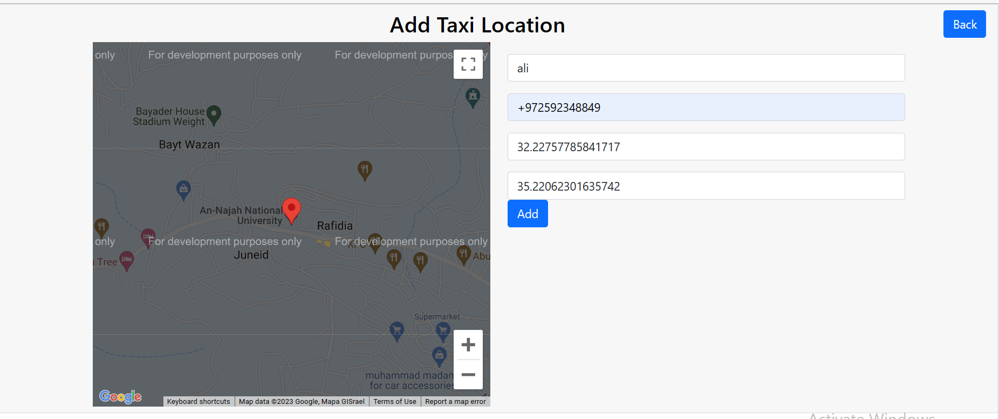 Add Taxi Location
Back
only
For development purposes only
For development purpos
y
Bayader House
Stadium Weight
Bayt Wazan
An-Najah National
University
Rafidia
only
For development purposes only
For development purposes only
Juneid
Tree
Abu
Supermarket
muhammad madan
for car accessories
Google
Keyboard shortcuts
Map data ©2023 Google, Mapa GISrael
Terms of Use
Report a map error
ali
+972592348849
32.22757785841717
35.22062301635742
Add
Activate Windows